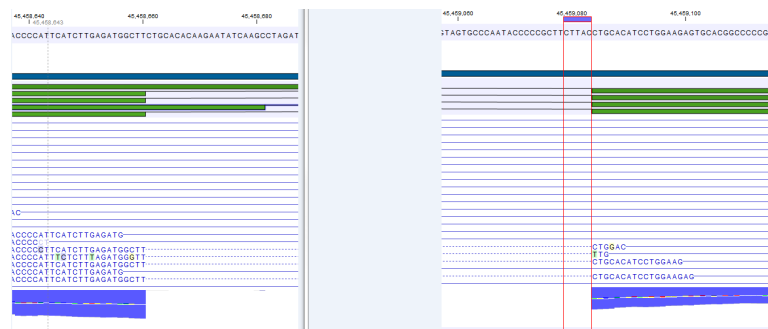 45,458,640
45,458,660
45,458,680
45,458,643
ACCCCATTCATCTTGAGATGGCTTCTGCACACAAGAATATCAAGCCTAGAT
AC
ACCCCATTCATCTTGAGATG
ACCCC
ACCCCCTTCATCTTGAGATGGCTT
ACCCCATTTCTCTTTAGATGGGTT
ACCCCATTCATCTTGAGATGGCTT
ACCCCATTCATCTTGAGATG
ACCCCATTCATCTTGAGATGGCTT
45,459,060
45,459,080
45,459,100
GTAGTGCCCAATACCCCCGCTTCTTACCTGCACATCCTGGAAGAGTGCACGGCCCCCG
CTGGAC
TTG
CTGCACATCCTGGAAG
CTGCACATCCTGGAAGAG